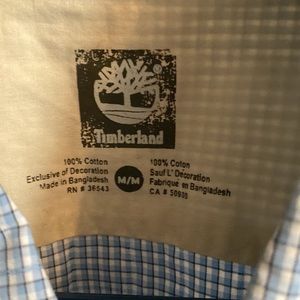 Timberland
100% Cotton
Exclusive of Decoration
Made in Bangladesh
RN # 36543
M/M
100% Coton
Sauf L' Décoration
Fabriqué en Bangladesh
CA # 50938